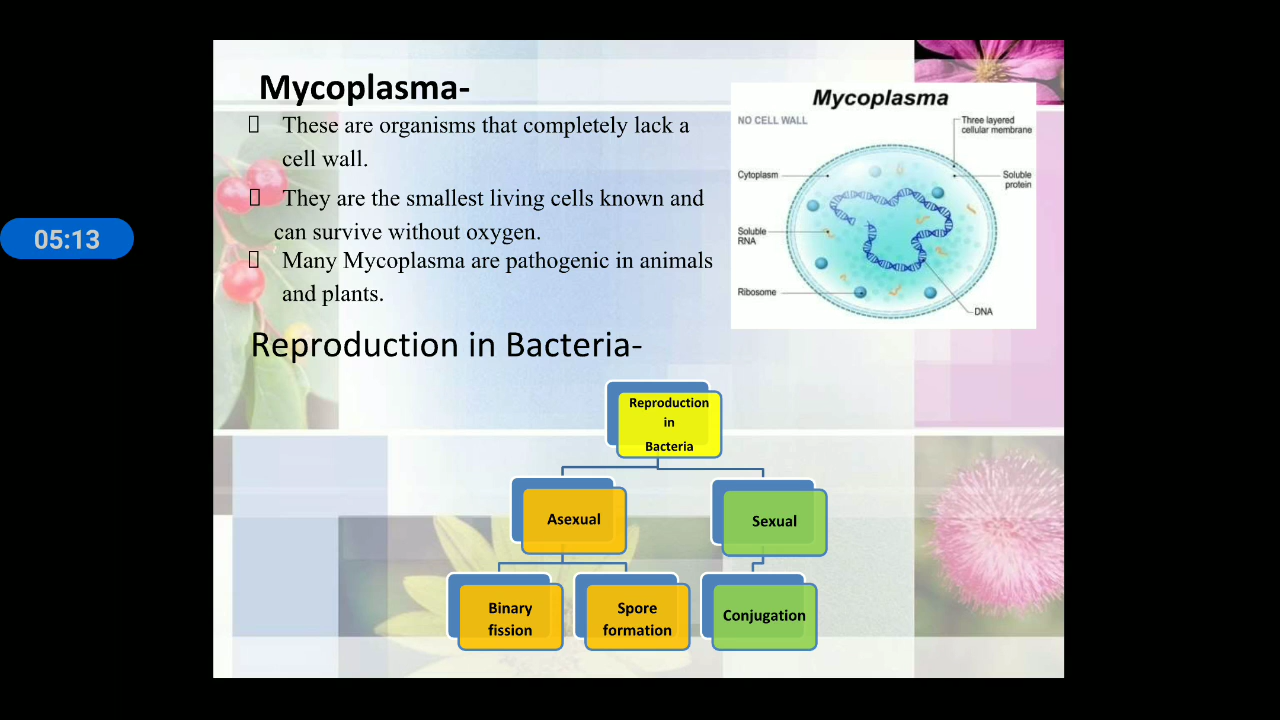 Mycoplasma-
These are organisms that completely lack a
cell wall.
They are the smallest living cells known and
can survive without oxygen.
Many Mycoplasma are pathogenic in animals
and plants.
Mycoplasma
NO CELL WALL
Three layered
cellular membrane
Cytoplasm
Soluble
protein
Soluble
RNA
Ribosome
DNA
05:13
Reproduction in Bacteria-
Reproduction
in
Bacteria
Asexual
Sexual
Binary
fission
Spore
formation
Conjugation